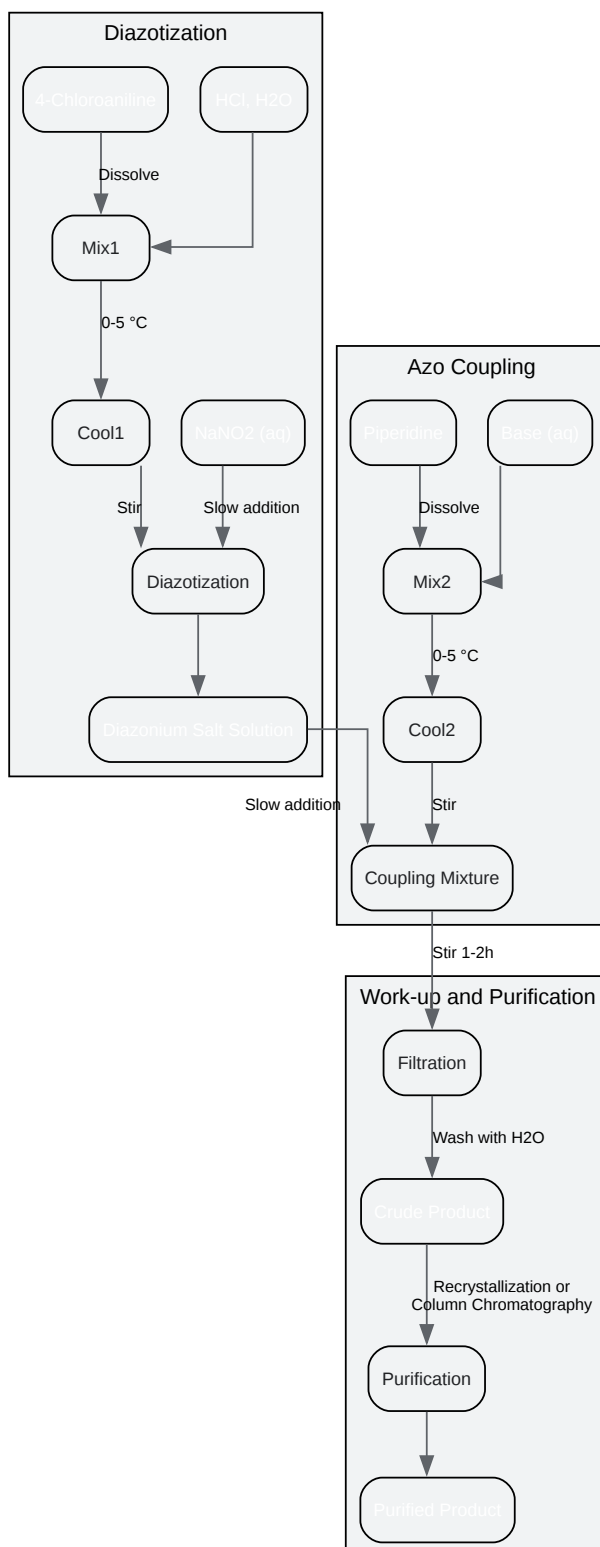 Diazotization
4-Chloroaniline
HCl, H2O
Dissolve
Mix1
0-5 °C
Cool1
NaNO2 (aq)
Stir
Slow addition
Diazotization
Diazonium Salt Solution
Slow addition
Azo Coupling
Piperidine
Base (aq)
Dissolve
Mix2
0-5 °C
Cool2
Stir
Coupling Mixture
Stir 1-2h
Work-up and Purification
Filtration
Wash with H2O
Crude Product
Recrystallization or
Column Chromatography
Purification
Purified Product